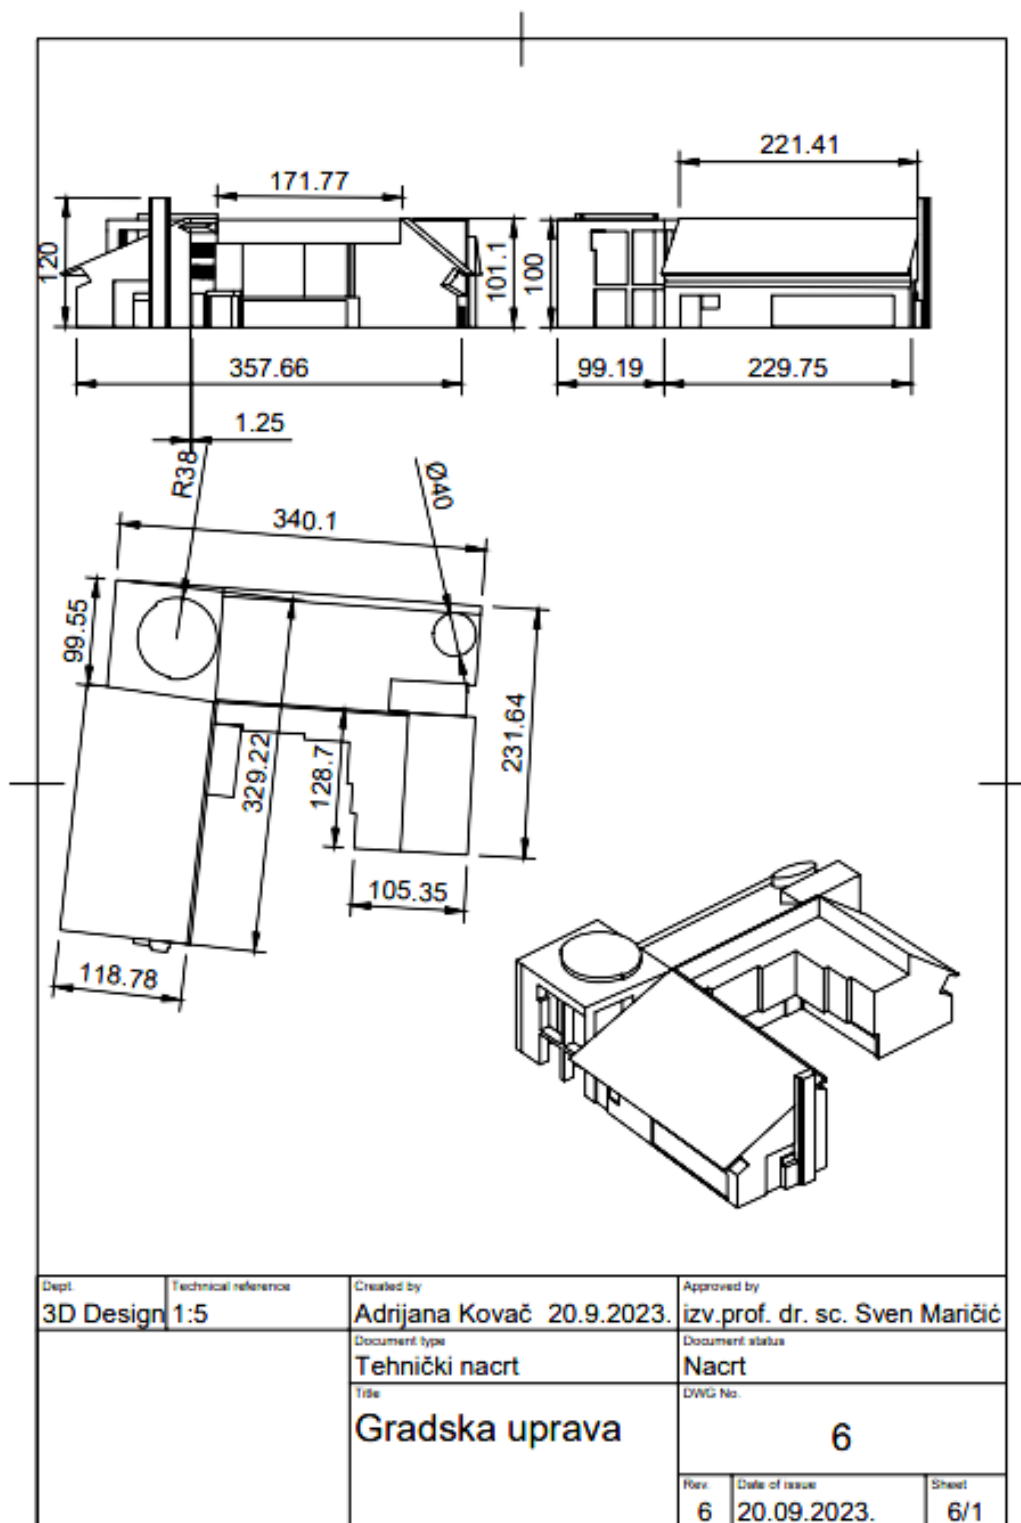 221.41
171.77
120
101.1
100
357.66
99.19
229.75
1.25
R38
Ø40
340.1
99.55
231.64
329.22
128.7
105.35
118.78
Dept.
Technical reference
Created by
Approved by
3D Design
1:5
Adrijana Kovač 20.9.2023.
izv.prof. dr. sc. Sven Maričić
Document type
Document status
Tehnički nacrt
Nacrt
Title
DWG No.
Gradska uprava
6
Rev.
Date of issue
Sheet
6
20.09.2023.
6/1